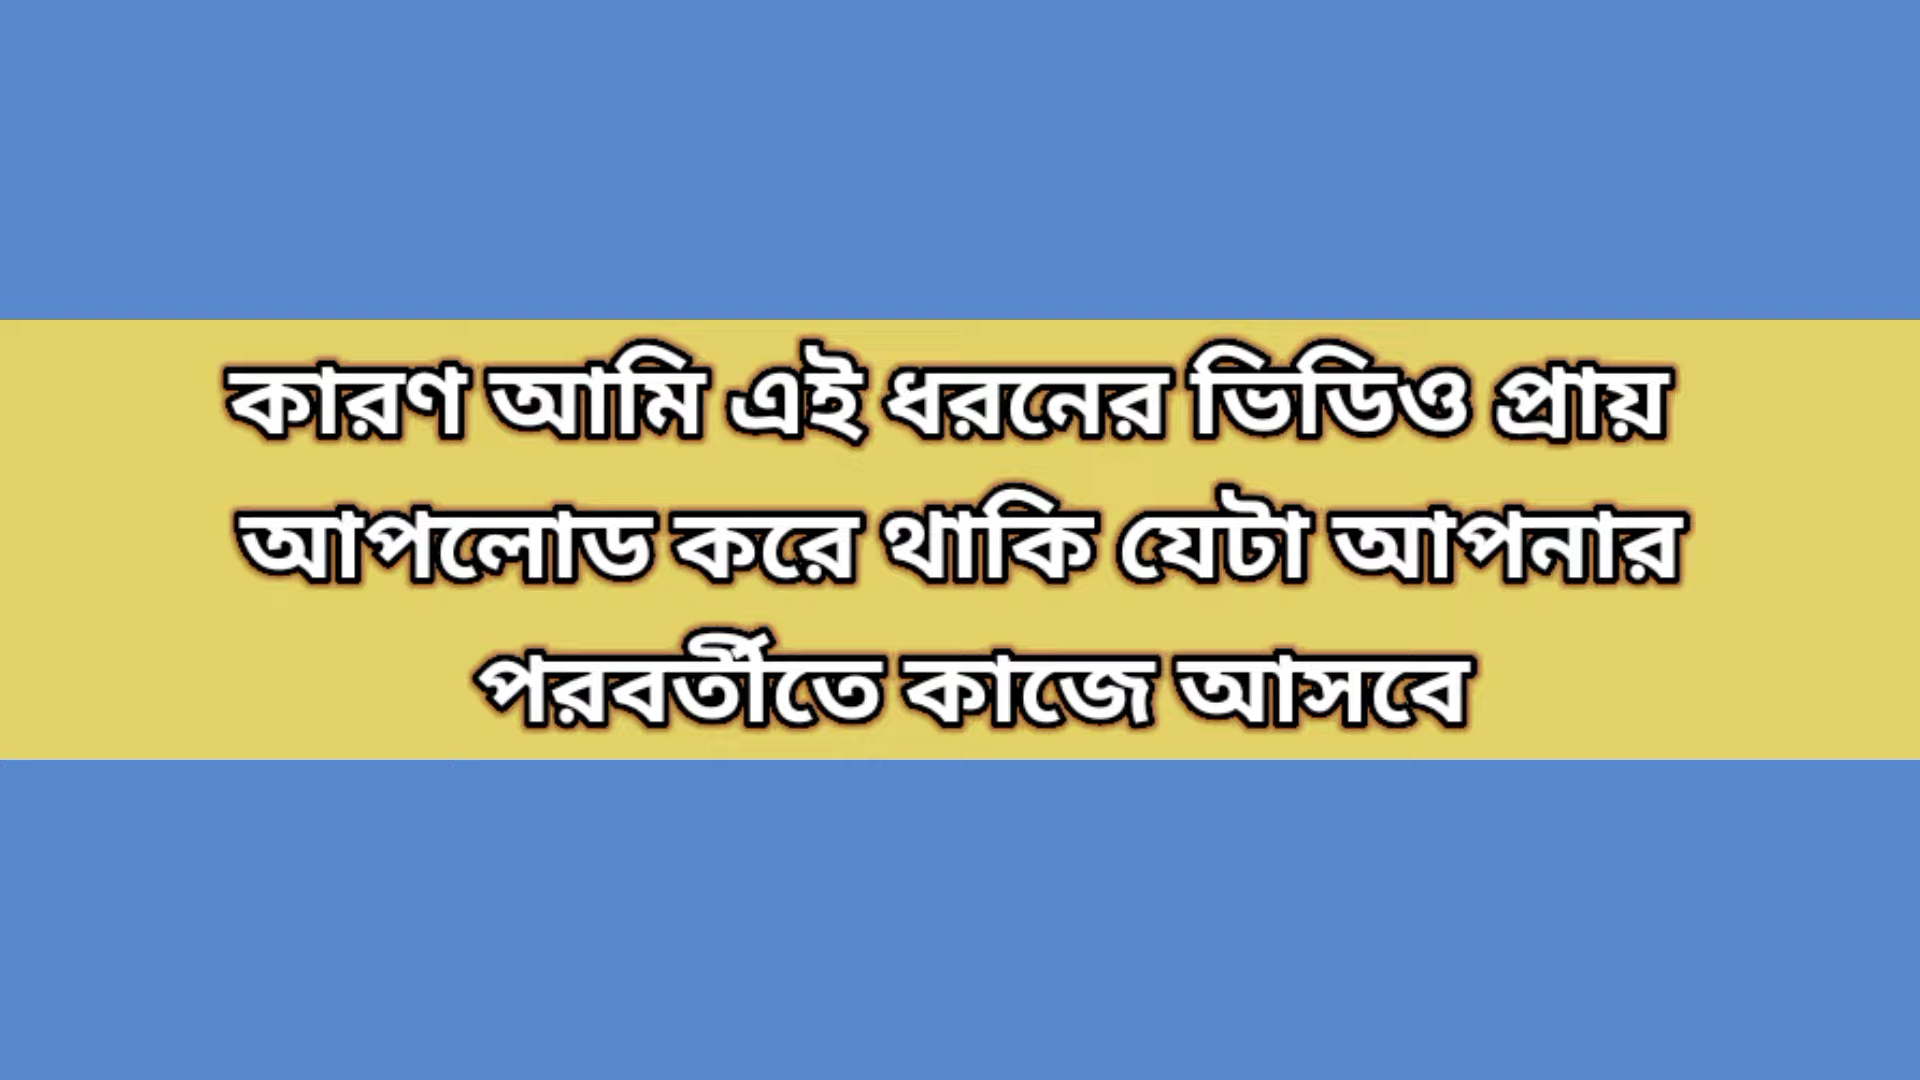 কারণ আমি এই ধরনের ভিডিও প্রায়
আপলোড করে থাকি যেটা আপনার
পরবর্তীতে কাজে আসবে